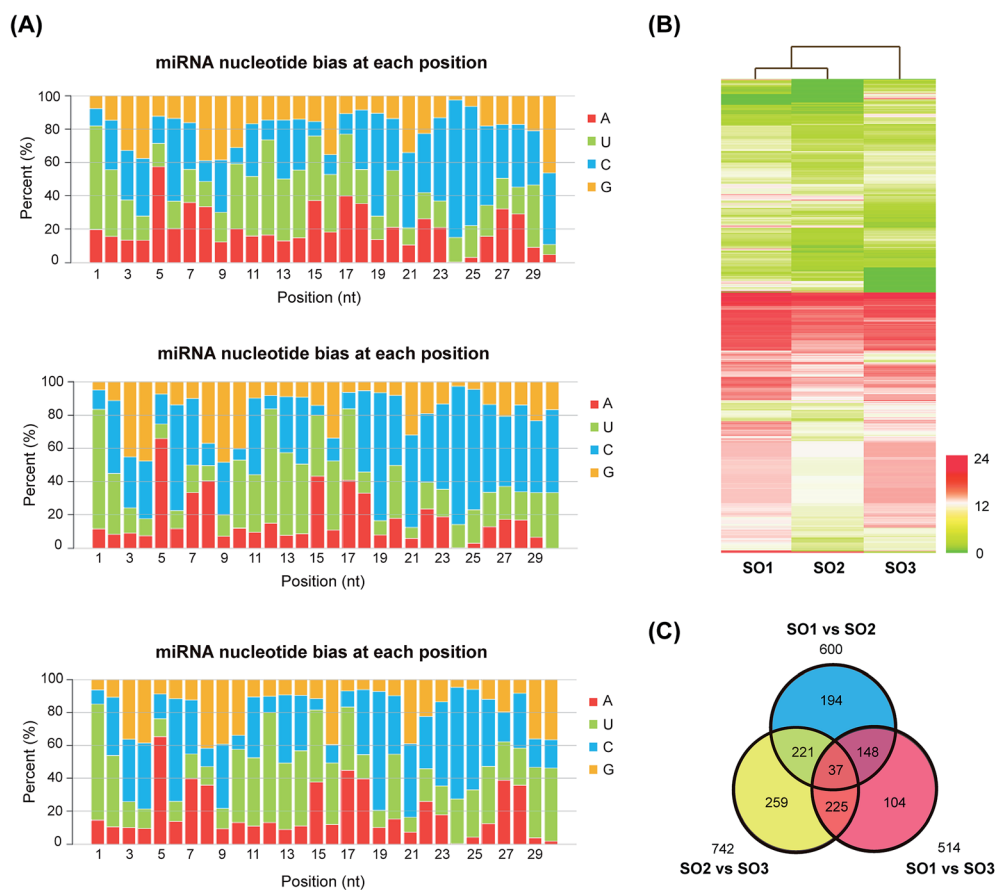 (A)
miRNA nucleotide bias at each position
Percent (%)
100
80
60
40
20
0
1 3 5 7 9 11 13 15 17 19 21 23 25 27 29
Position (nt)
A
U
C
G
miRNA nucleotide bias at each position
Percent (%)
100
80
60
40
20
0
1 3 5 7 9 11 13 15 17 19 21 23 25 27 29
Position (nt)
A
U
C
G
miRNA nucleotide bias at each position
Percent (%)
100
80
60
40
20
0
1 3 5 7 9 11 13 15 17 19 21 23 25 27 29
Position (nt)
A
U
C
G
(B)
24
12
0
SO1 SO2 SO3
(C)
SO1 vs SO2
600
194
221 37 148
259 225 104
742 514
SO2 vs SO3 SO1 vs SO3